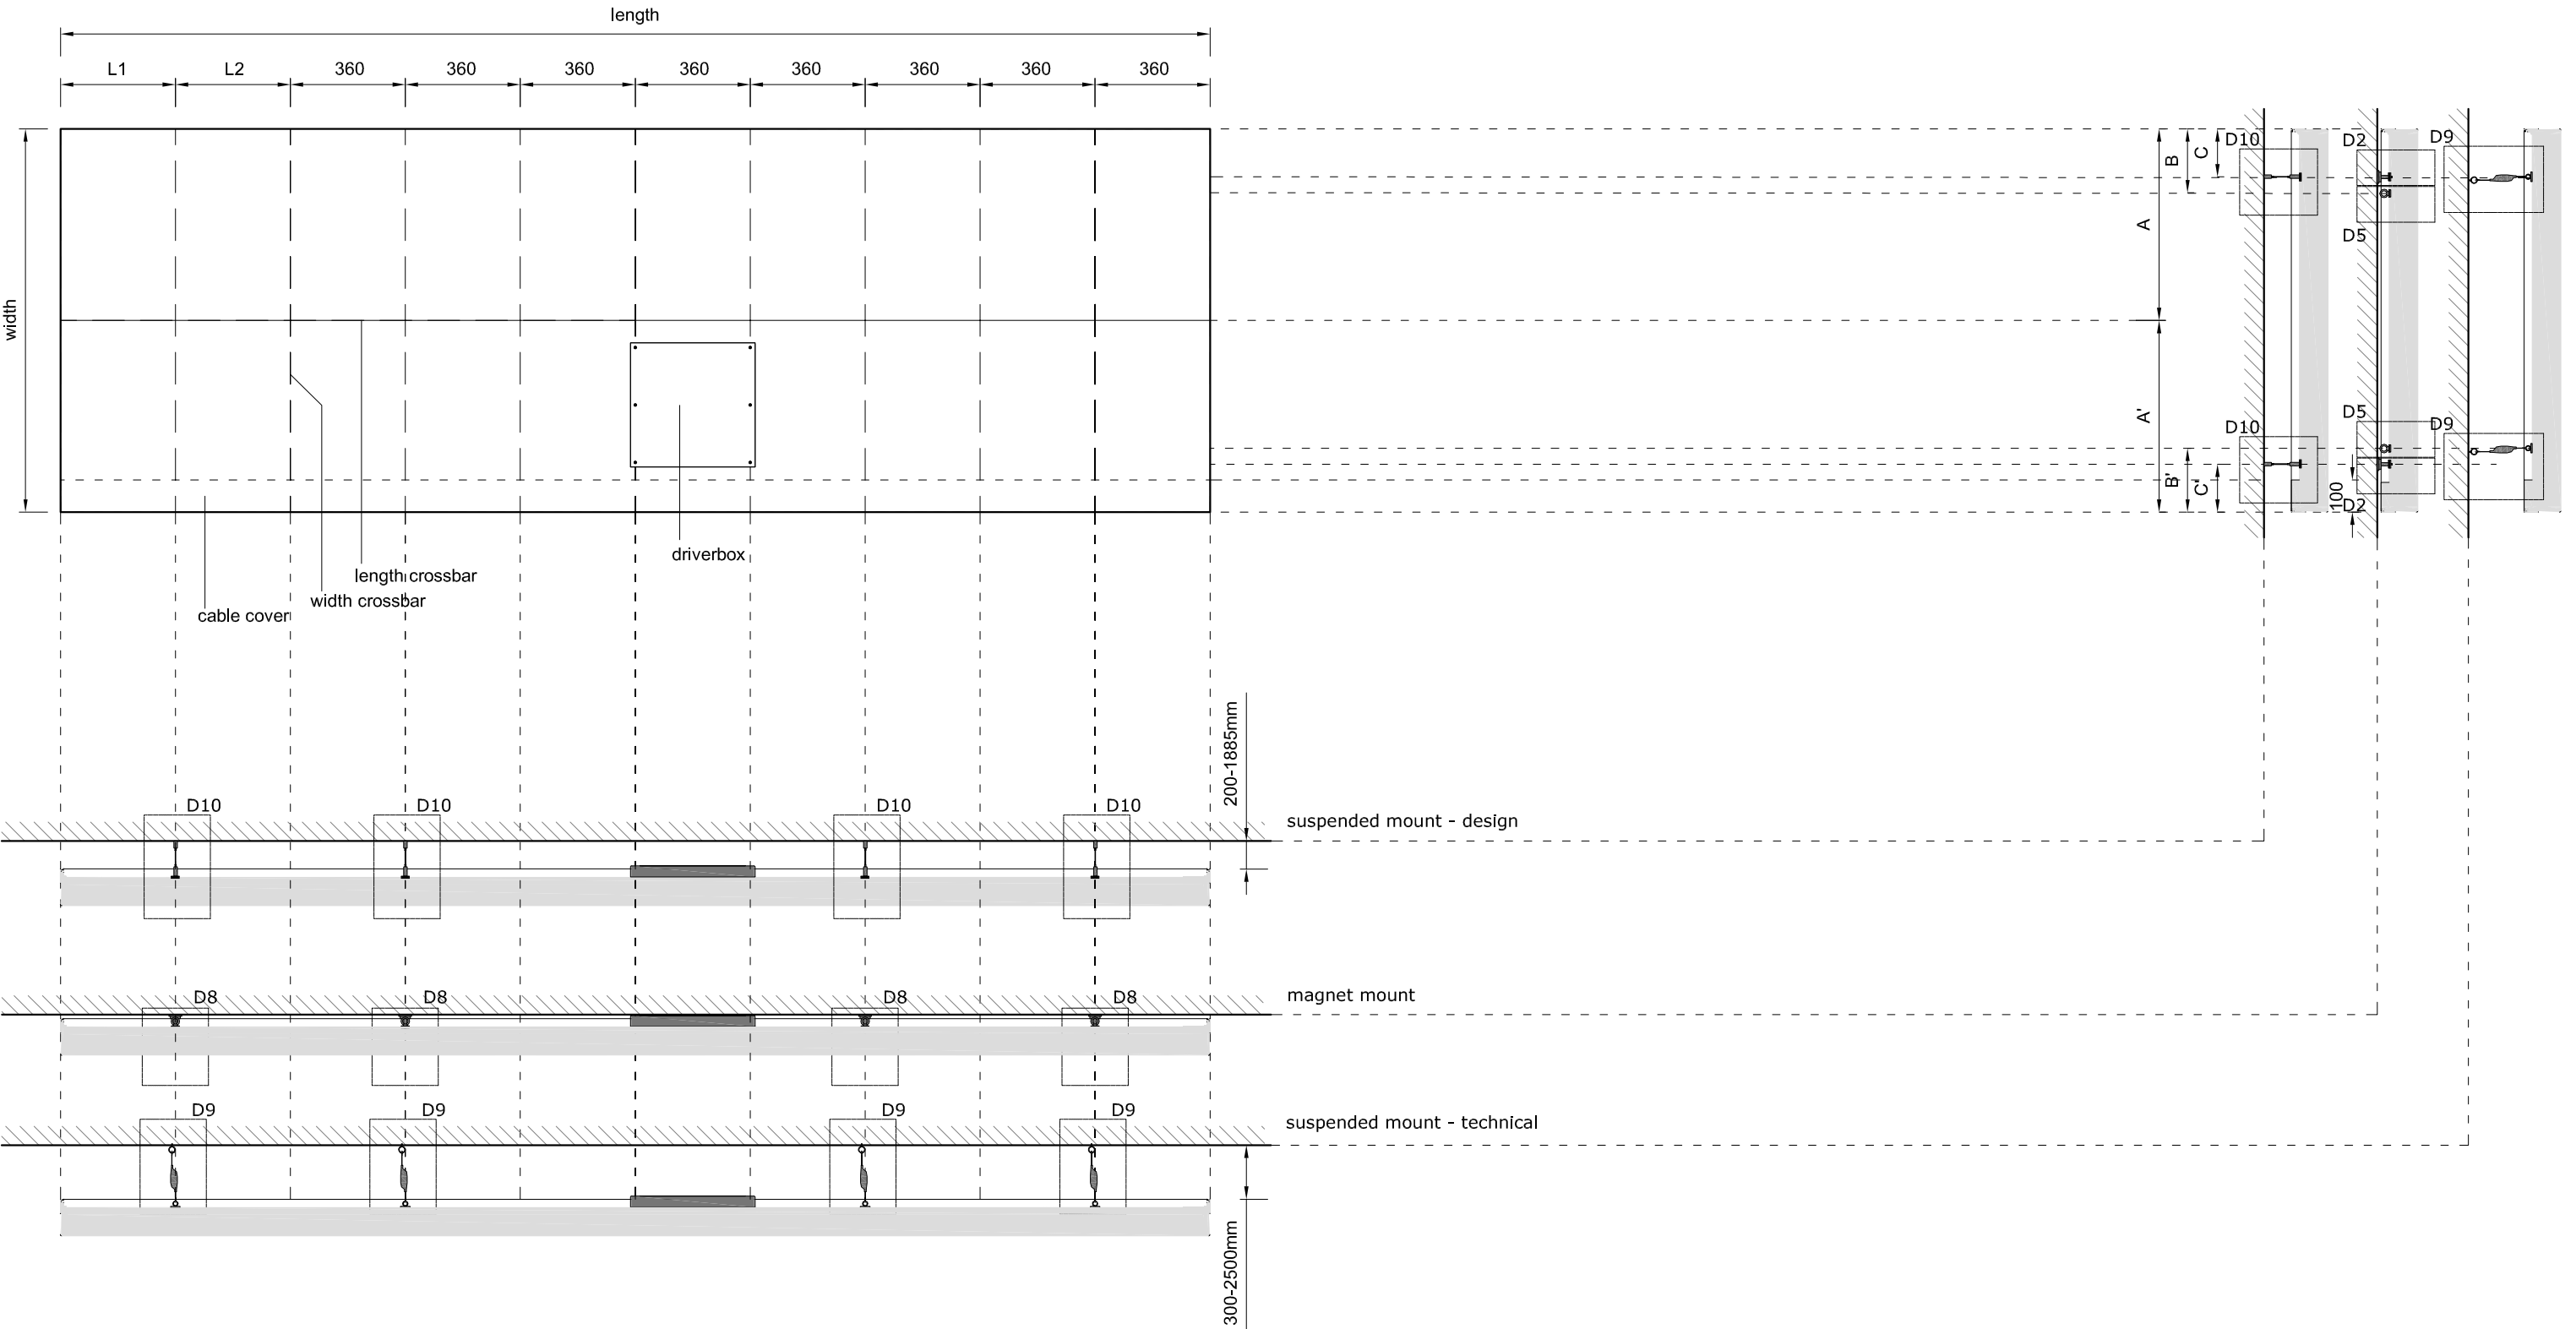 length
L1 L2 360 360 360 360 360 360 360 360
width
A
B
C
A'
B'
C'
100
D10
D2
D9
D5
D5
D10
D9
D2
driverbox
length crossbar
width crossbar
cable cover
200-1885mm
D10 D10 D10 D10
suspended mount - design
D8 D8 D8 D8
magnet mount
D9 D9 D9 D9
suspended mount - technical
300-2500mm